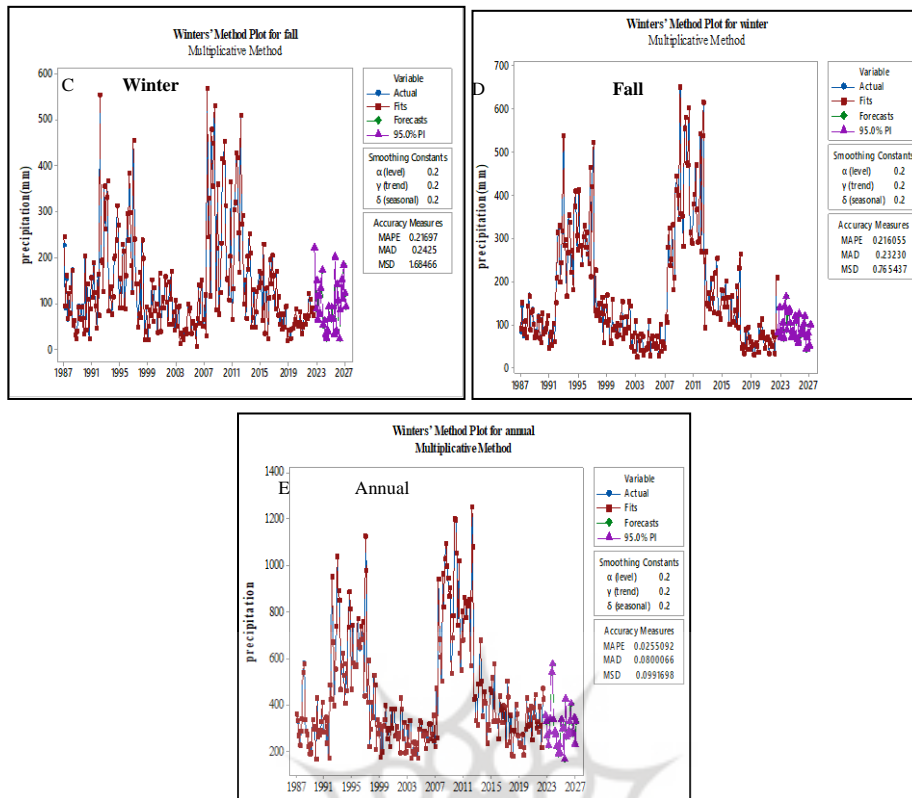 Winters' Method Plot for fall
Multiplicative Method
C
Winter
600
500
400
300
200
100
0
precipitation(mm)
1987 1991 1995 1999 2003 2008 2011 2015 2019 2023 2027
Variable
Actual
Fits
Forecasts
95.0% PI
Smoothing Constants
α (level) 0.2
γ (trend) 0.2
δ (seasonal) 0.2
Accuracy Measures
MAPE 0.21697
MAD 0.2425
MSD 1.68466
Winters' Method Plot for winter
Multiplicative Method
D
Fall
700
600
500
400
300
200
100
0
precipitation(mm)
1987 1991 1995 1999 2003 2007 2011 2015 2019 2023 2027
Variable
Actual
Fits
Forecasts
95.0% PI
Smoothing Constants
α (level) 0.2
γ (trend) 0.2
δ (seasonal) 0.2
Accuracy Measures
MAPE 0.216055
MAD 0.23230
MSD 0.765437
Winters' Method Plot for annual
Multiplicative Method
E
Annual
1400
1200
1000
800
600
400
200
precipitation
1987 1991 1995 1999 2003 2007 2011 2015 2019 2023 2027
Variable
Actual
Fits
Forecasts
95.0% PI
Smoothing Constants
α (level) 0.2
γ (trend) 0.2
δ (seasonal) 0.2
Accuracy Measures
MAPE 0.0255092
MAD 0.0800066
MSD 0.0991698